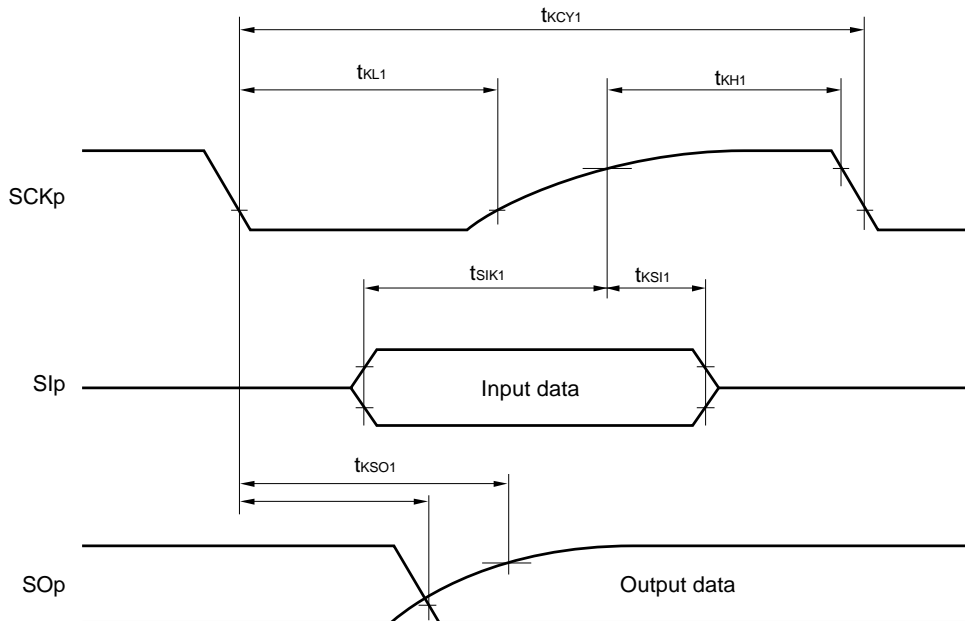 tKCY1
tKL1
tKH1
SCKp
tSIK1
tKSI1
SIp
Input data
tKSO1
SOp
Output data